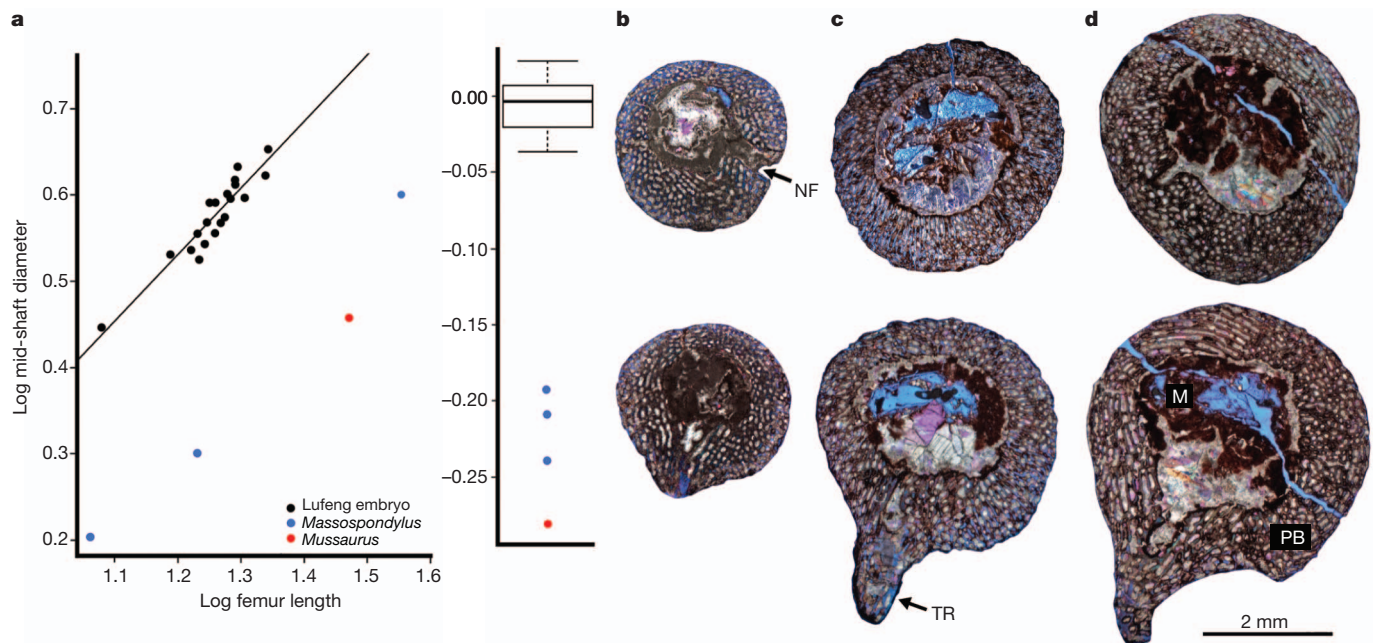 a
b
c
d
0.7
0.6
0.5
0.4
0.3
0.2
Log mid-shaft diameter
1.1
1.2
1.3
1.4
1.5
1.6
Log femur length
Lufeng embryo
Massospondylus
Mussaurus
0.00
−0.05
−0.10
−0.15
−0.20
−0.25
NF
TR
M
PB
2 mm